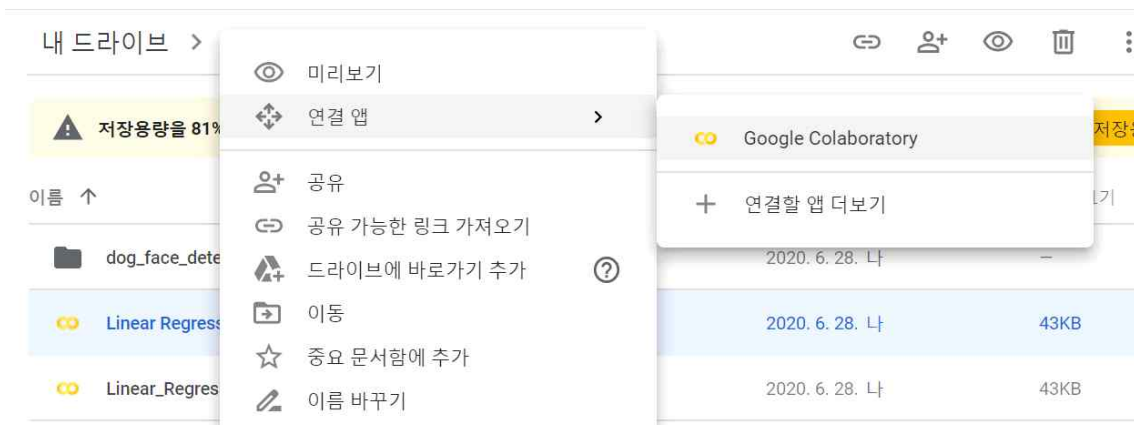 내 드라이브 >
미리보기
연결 앱
Google Colaboratory
저장용량을 81%
연결할 앱 더보기
이름
공유
공유 가능한 링크 가져오기
dog_face_dete
드라이브에 바로가기 추가
2020. 6. 28. 나
–
이동
Linear Regress
2020. 6. 28. 나
43KB
중요 문서함에 추가
Linear_Regres
2020. 6. 28. 나
43KB
이름 바꾸기